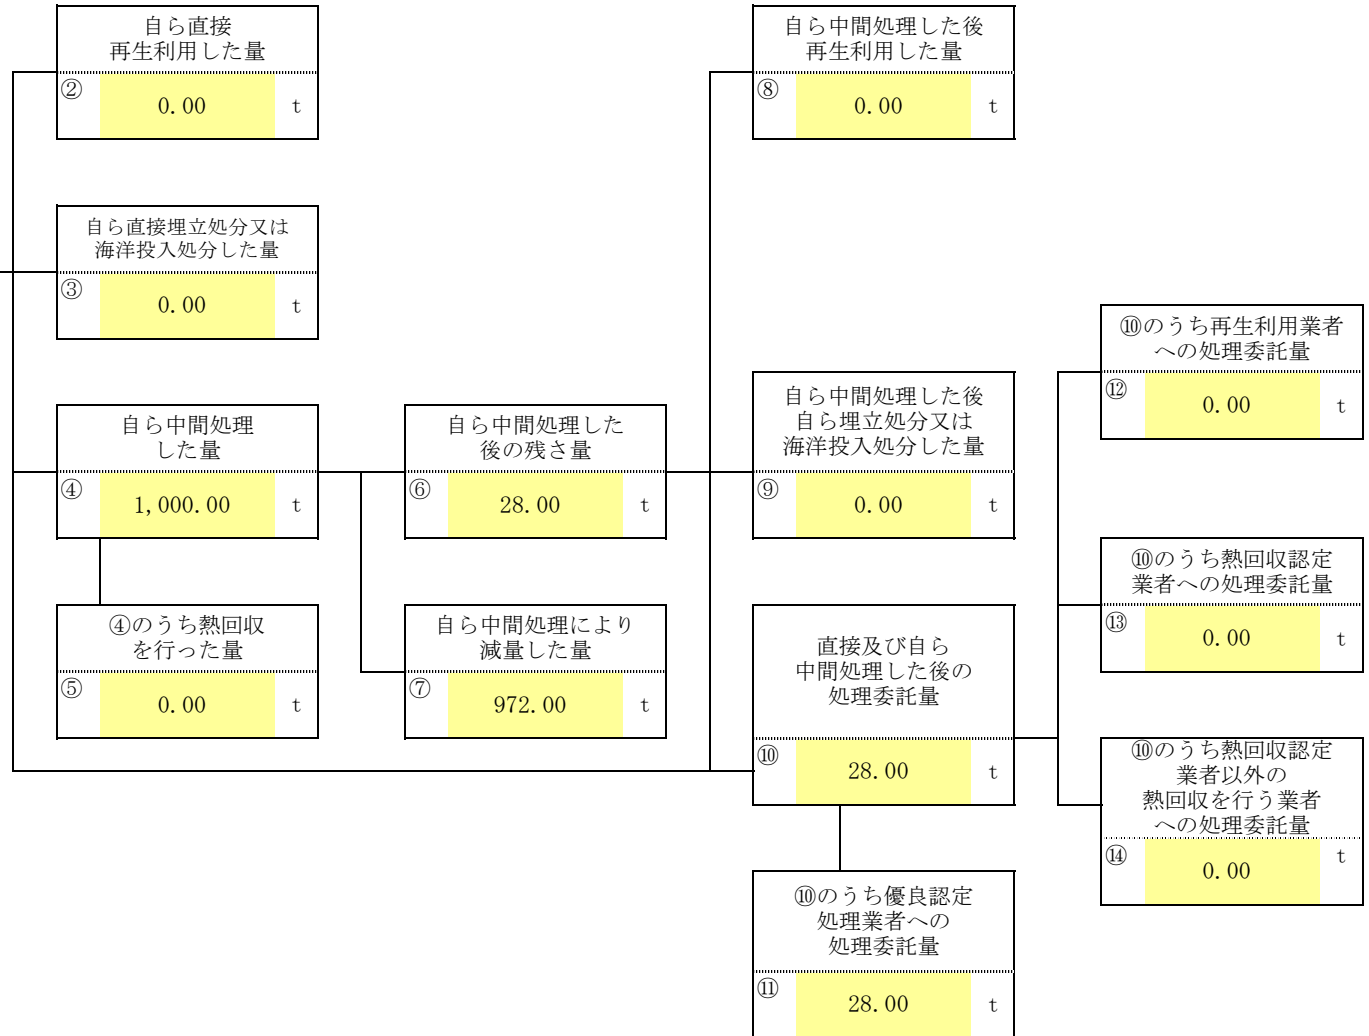 自ら直接
再生利用した量
② 0.00 t
自ら中間処理した後
再生利用した量
⑧ 0.00 t
自ら直接埋立処分又は
海洋投入処分した量
③ 0.00 t
⑩のうち再生利用業者
への処理委託量
⑫ 0.00 t
自ら中間処理
した量
④ 1,000.00 t
自ら中間処理した
後の残さ量
⑥ 28.00 t
自ら中間処理した後
自ら埋立処分又は
海洋投入処分した量
⑨ 0.00 t
⑩のうち熱回収認定
業者への処理委託量
⑬ 0.00 t
④のうち熱回収
を行った量
⑤ 0.00 t
自ら中間処理により
減量した量
⑦ 972.00 t
直接及び自ら
中間処理した後の
処理委託量
⑩ 28.00 t
⑩のうち熱回収認定
業者以外の
熱回収を行う業者
への処理委託量
⑭ 0.00 t
⑩のうち優良認定
処理業者への
処理委託量
⑪ 28.00 t